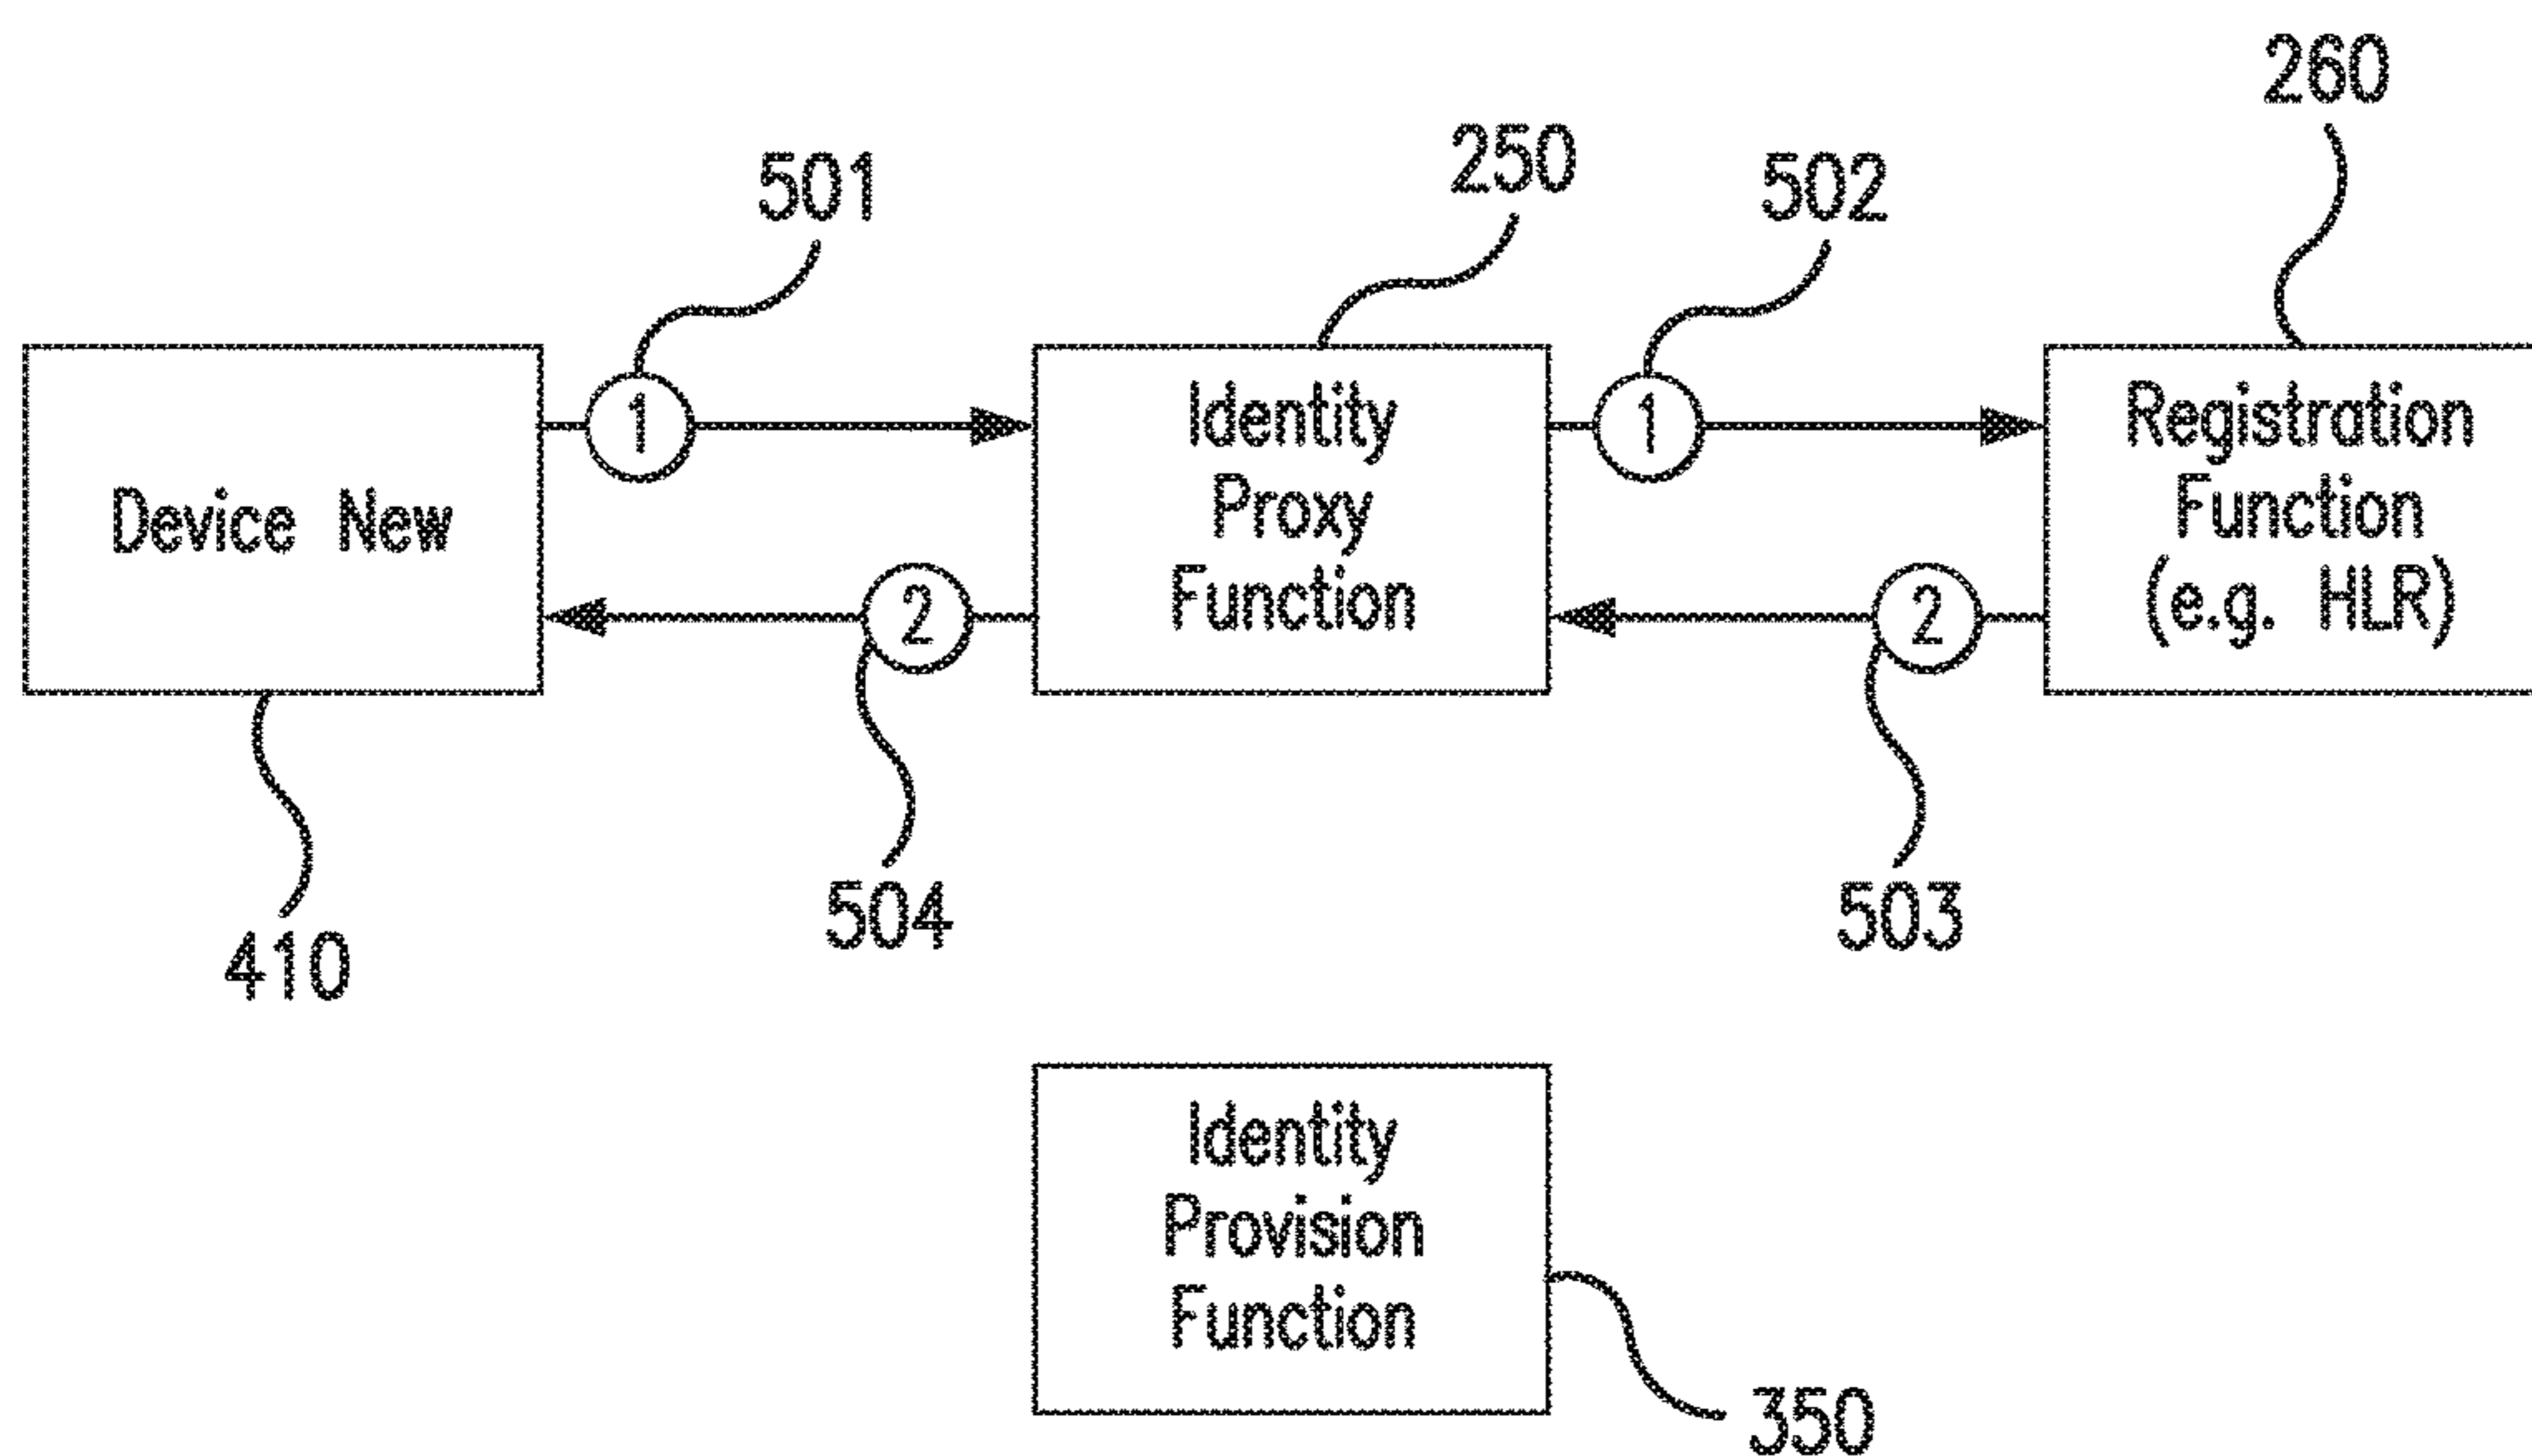 260
250
501
502
Device New
1
Identity
Proxy
Function
1
Registration
Function
(e.g. HLR)
2
2
504
503
410
Identity
Provision
Function
350